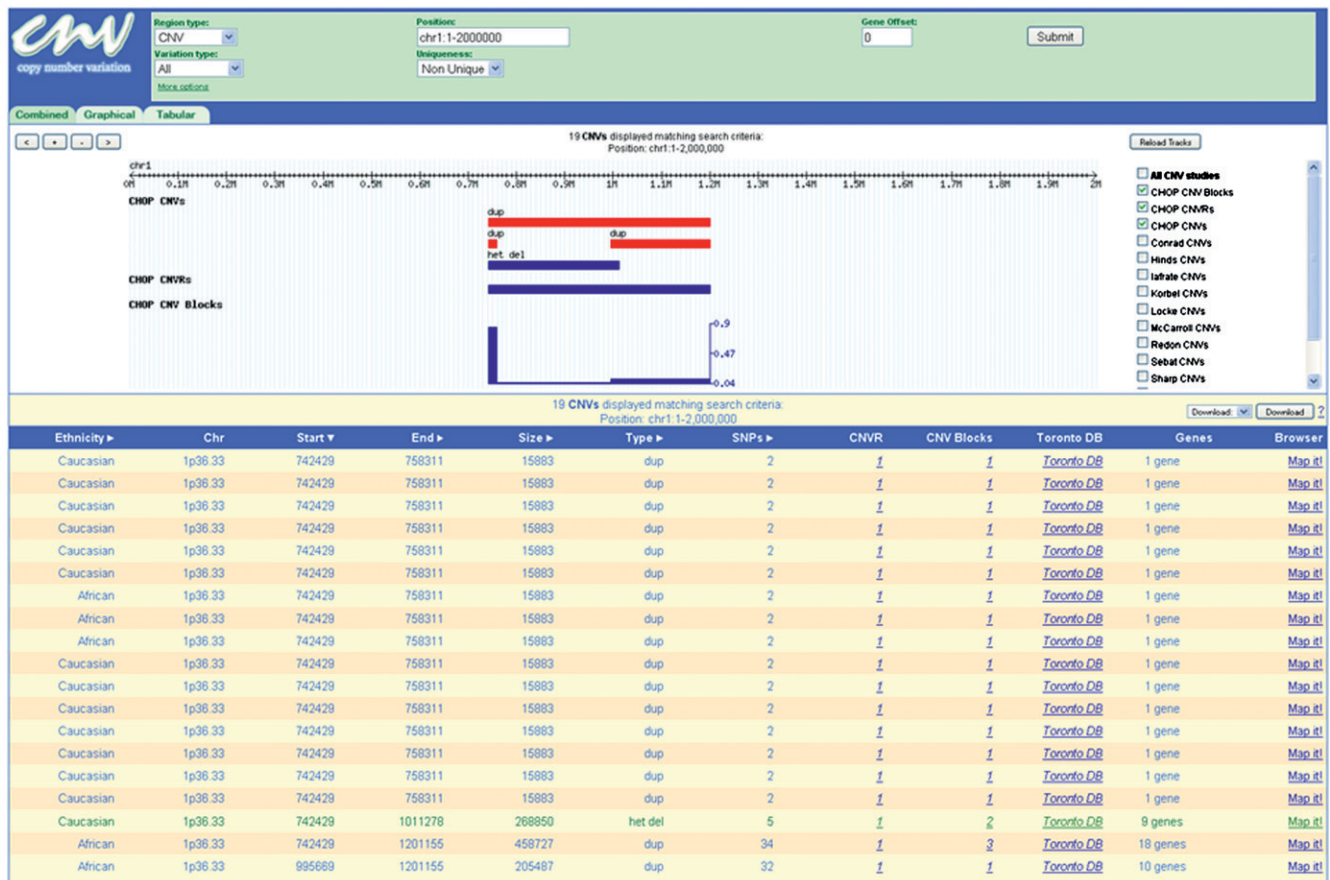 cnv
copy number variation
Region type:
CNV
Variation type:
All
More options
Position:
chr1:1-2000000
Uniqueness:
Non Unique
Gene Offset:
0
Submit
Combined Graphical Tabular
< + - >
19 CNVs displayed matching search criteria:
Position: chr1:1-2,000,000
Reload Tracks
chr1
0M 0.1M 0.2M 0.3M 0.4M 0.5M 0.6M 0.7M 0.8M 0.9M 1M 1.1M 1.2M 1.3M 1.4M 1.5M 1.6M 1.7M 1.8M 1.9M 2M
CHOP CNVs
dup
dup dup
het del
CHOP CNVRs
CHOP CNV Blocks
0.9
0.47
0.04
All CNV studies
CHOP CNV Blocks
CHOP CNVRs
CHOP CNVs
Conrad CNVs
Hinds CNVs
Iafrate CNVs
Korbel CNVs
Locke CNVs
McCarroll CNVs
Redon CNVs
Sebat CNVs
Sharp CNVs
19 CNVs displayed matching search criteria:
Position: chr1:1-2,000,000
Download: Download ?
Ethnicity Chr Start End Size Type SNPs CNVR CNV Blocks Toronto DB Genes Browser
Caucasian 1p36.33 742429 758311 15883 dup 2 1 1 Toronto DB 1 gene Map it!
Caucasian 1p36.33 742429 758311 15883 dup 2 1 1 Toronto DB 1 gene Map it!
Caucasian 1p36.33 742429 758311 15883 dup 2 1 1 Toronto DB 1 gene Map it!
Caucasian 1p36.33 742429 758311 15883 dup 2 1 1 Toronto DB 1 gene Map it!
Caucasian 1p36.33 742429 758311 15883 dup 2 1 1 Toronto DB 1 gene Map it!
Caucasian 1p36.33 742429 758311 15883 dup 2 1 1 Toronto DB 1 gene Map it!
African 1p36.33 742429 758311 15883 dup 2 1 1 Toronto DB 1 gene Map it!
African 1p36.33 742429 758311 15883 dup 2 1 1 Toronto DB 1 gene Map it!
African 1p36.33 742429 758311 15883 dup 2 1 1 Toronto DB 1 gene Map it!
Caucasian 1p36.33 742429 758311 15883 dup 2 1 1 Toronto DB 1 gene Map it!
Caucasian 1p36.33 742429 758311 15883 dup 2 1 1 Toronto DB 1 gene Map it!
Caucasian 1p36.33 742429 758311 15883 dup 2 1 1 Toronto DB 1 gene Map it!
Caucasian 1p36.33 742429 758311 15883 dup 2 1 1 Toronto DB 1 gene Map it!
Caucasian 1p36.33 742429 758311 15883 dup 2 1 1 Toronto DB 1 gene Map it!
Caucasian 1p36.33 742429 758311 15883 dup 2 1 1 Toronto DB 1 gene Map it!
Caucasian 1p36.33 742429 758311 15883 dup 2 1 1 Toronto DB 1 gene Map it!
Caucasian 1p36.33 742429 1011278 268850 het del 5 1 2 Toronto DB 9 genes Map it!
African 1p36.33 742429 1201155 458727 dup 34 1 3 Toronto DB 18 genes Map it!
African 1p36.33 995669 1201155 205487 dup 32 1 1 Toronto DB 10 genes Map it!